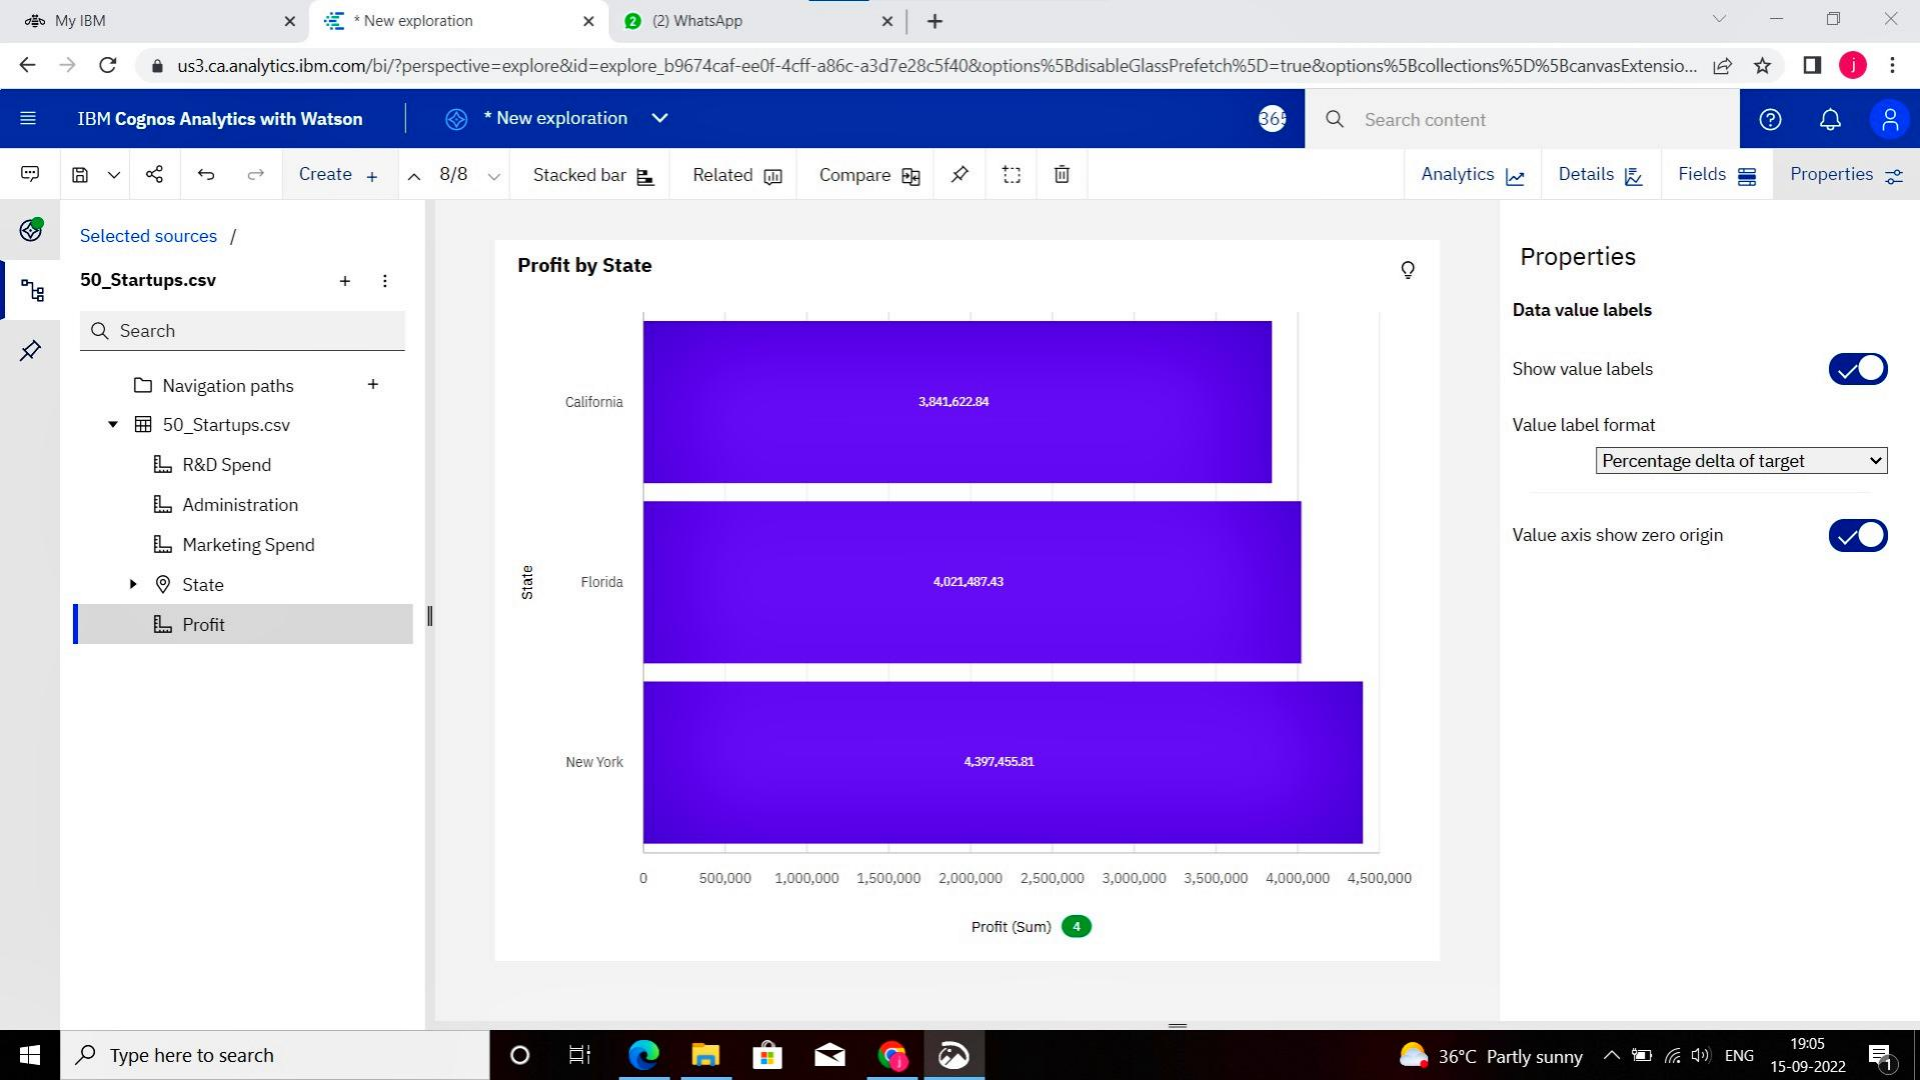 My IBM
* New exploration
2
(2) WhatsApp
us3.ca.analytics.ibm.com/bi/?perspective=explore&id=explore_b9674caf-ee0f-4cff-a86c-a3d7e28c5f40&options%5BdisableGlassPrefetch%5D=true&options%5Bcollections%5D%5BcanvasExtensio...
j
IBM Cognos Analytics with Watson
* New exploration
365
Search content
Create
8/8
Stacked bar
Related
Compare
Analytics
Details
Fields
Properties
Selected sources /
50_Startups.csv
Search
Navigation paths
50_Startups.csv
R&D Spend
Administration
Marketing Spend
State
Profit
Profit by State
California
3,841,622.84
Florida
4,021,487.43
New York
4,397,455.81
State
0
500,000
1,000,000
1,500,000
2,000,000
2,500,000
3,000,000
3,500,000
4,000,000
4,500,000
Profit (Sum)
4
Properties
Data value labels
Show value labels
Value label format
Percentage delta of target
Value axis show zero origin
Type here to search
36°C Partly sunny
ENG
19:05
15-09-2022
1